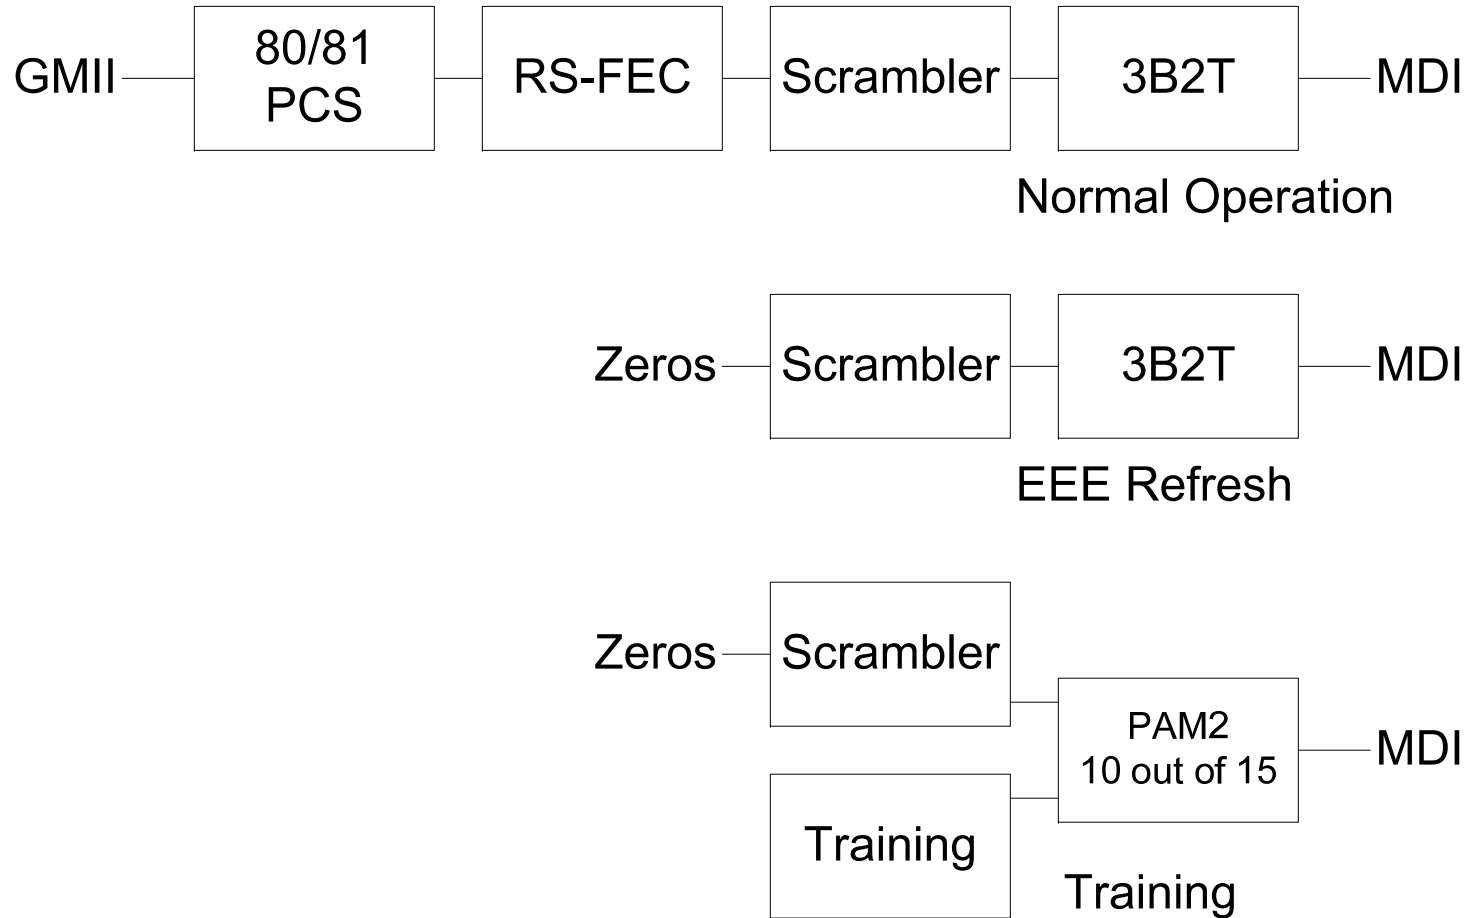 GMII
80/81
PCS
RS-FEC
Scrambler
3B2T
MDI
Normal Operation
Zeros
Scrambler
3B2T
MDI
EEE Refresh
Zeros
Scrambler
PAM2
10 out of 15
MDI
Training
Training